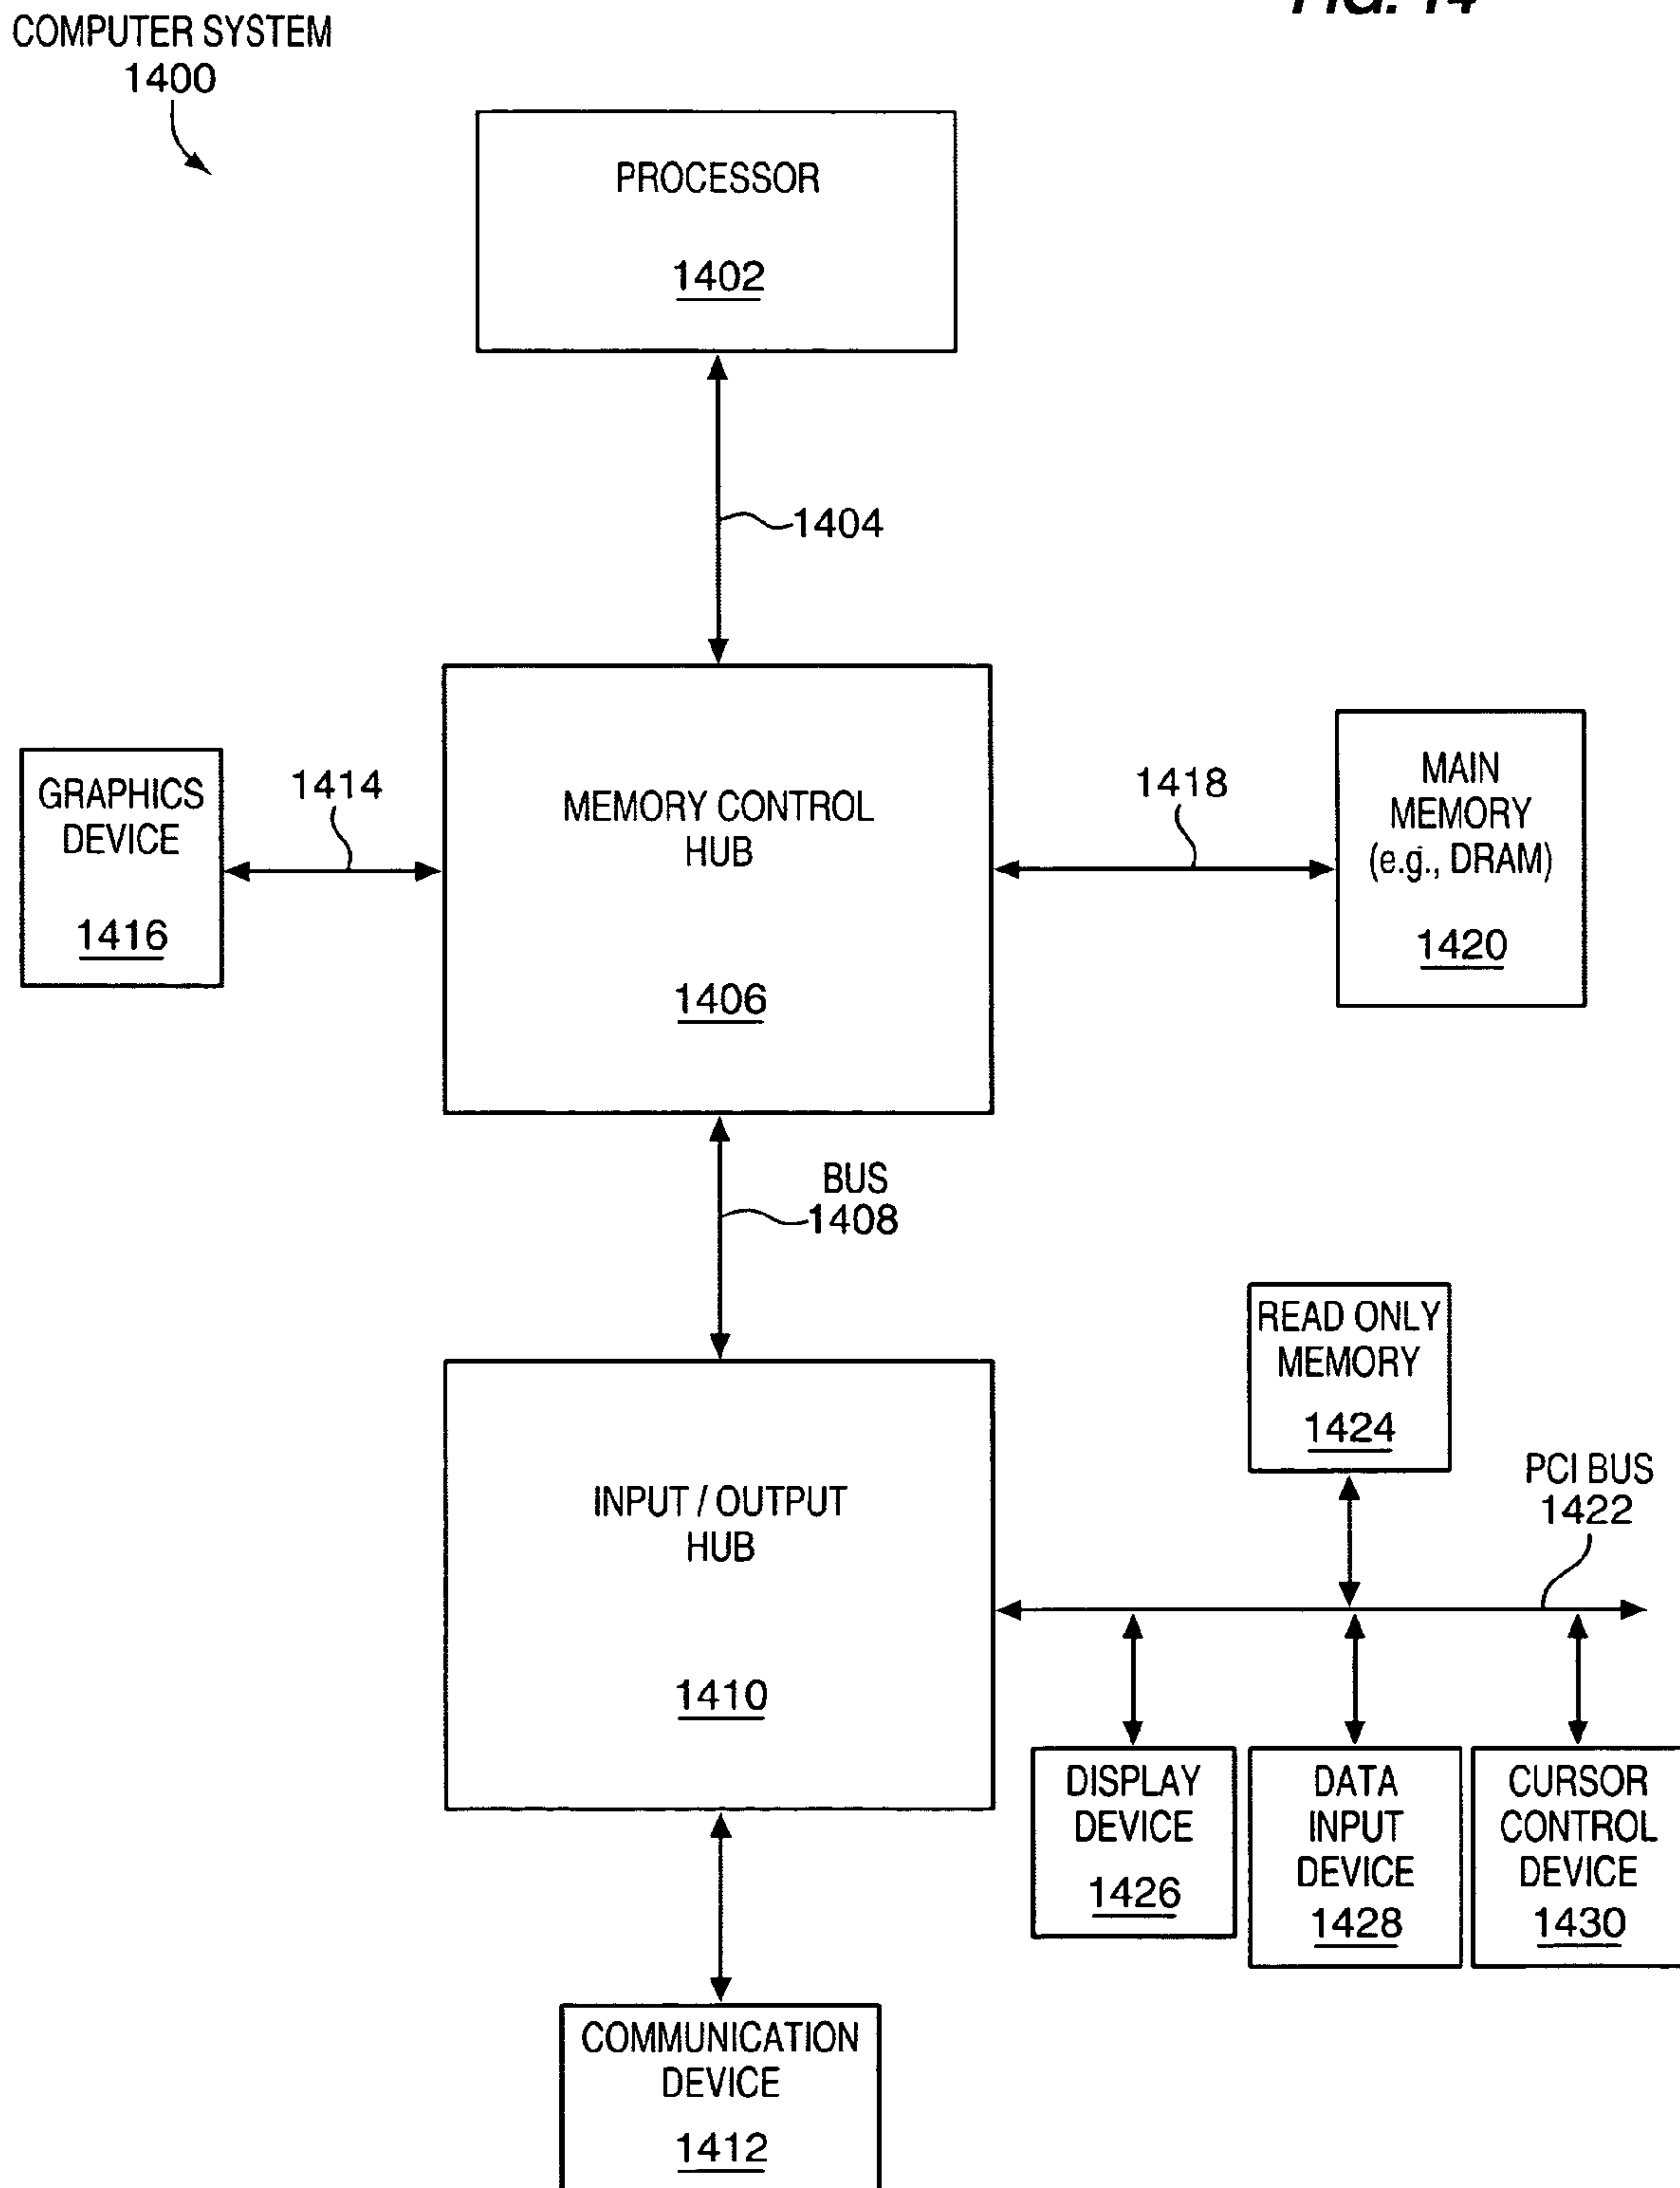 FIG. 14
COMPUTER SYSTEM
1400
PROCESSOR
1402
1404
GRAPHICS
DEVICE
1416
1414
MEMORY CONTROL
HUB
1406
1418
MAIN
MEMORY
(e.g., DRAM)
1420
BUS
1408
READ ONLY
MEMORY
1424
PCI BUS
1422
INPUT / OUTPUT
HUB
1410
DISPLAY
DEVICE
1426
DATA
INPUT
DEVICE
1428
CURSOR
CONTROL
DEVICE
1430
COMMUNICATION
DEVICE
1412